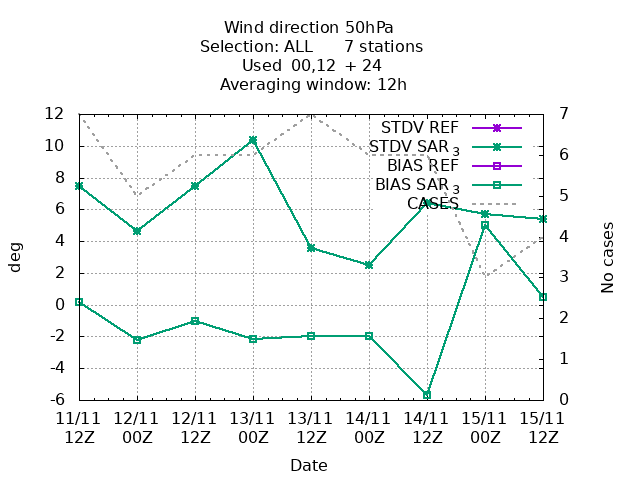 Wind direction 50hPa
Selection: ALL 7 stations
Used 00,12 + 24
Averaging window: 12h
STDV REF
STDV SAR 3
BIAS REF
BIAS SAR 3
CASES
12
10
8
6
4
2
0
-2
-4
-6
deg
7
6
5
4
3
2
1
0
No cases
11/11 12/11 12/11 13/11 13/11 14/11 14/11 15/11 15/11
12Z 00Z 12Z 00Z 12Z 00Z 12Z 00Z 12Z
Date